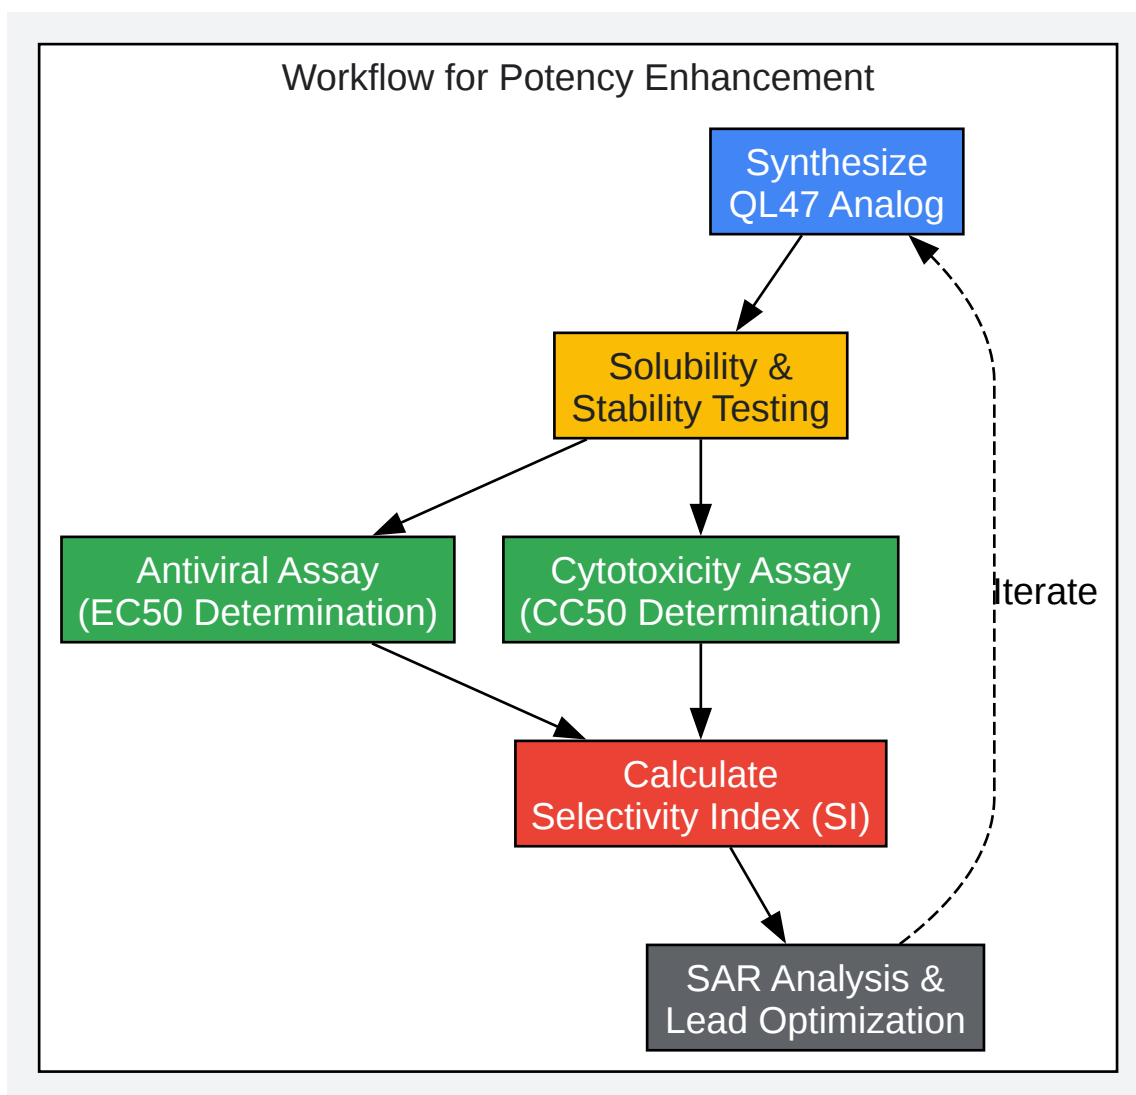 Workflow for Potency Enhancement
Synthesize
QL47 Analog
Solubility &
Stability Testing
Antiviral Assay
(EC50 Determination)
Cytotoxicity Assay
(CC50 Determination)
Iterate
Calculate
Selectivity Index (SI)
SAR Analysis &
Lead Optimization